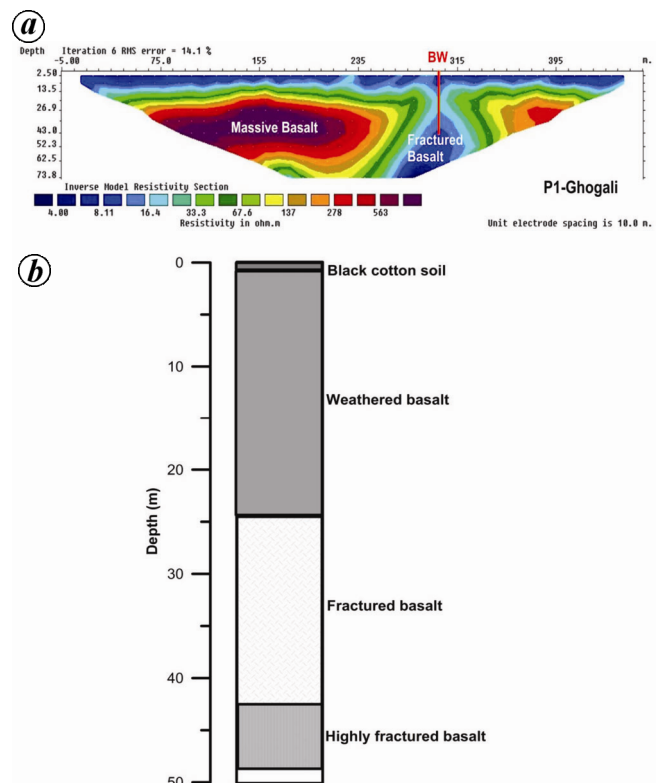 a
Depth Iteration 6 RMS error = 14.1 %
-5.00 75.0 155 235 BW 315 395 m.
2.50
13.5
26.9
43.0
52.3
62.5
73.8
Massive Basalt
Fractured
Basalt
P1-Ghogali
Inverse Model Resistivity Section
4.00 8.11 16.4 33.3 67.6 137 278 563
Resistivity in ohm.m
Unit electrode spacing is 10.0 m.
b
0
Black cotton soil
10
Weathered basalt
20
Depth (m)
30
Fractured basalt
40
Highly fractured basalt
50